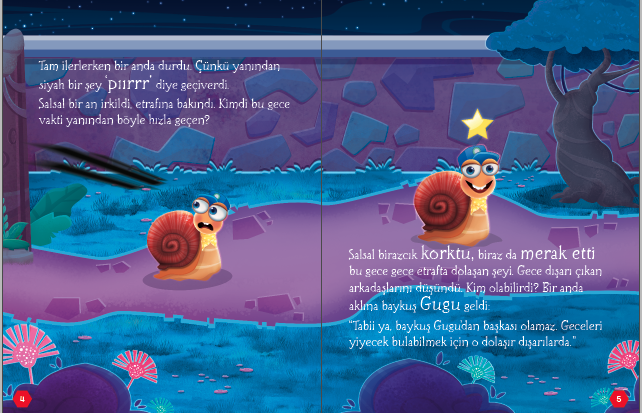 Tam ilerlerken bir anda durdu. Çünkü yanından
siyah bir şey 'pıırrr' diye geçiverdi.
Salsal bir an irkildi, etrafına bakındı. Kimdi bu gece
vakti yanından böyle hızla geçen?
4
Salsal birazcık korktu, biraz da merak etti
bu gece gece etrafta dolaşan şeyi. Gece dışarı çıkan
arkadaşlarını düşündü. Kim olabilirdi? Bir anda
aklına baykuş Gugu geldi:
"Tabii ya, baykuş Gugu'dan başkası olamaz. Geceleri
yiyecek bulabilmek için o dolaşır dışarılarda."
5